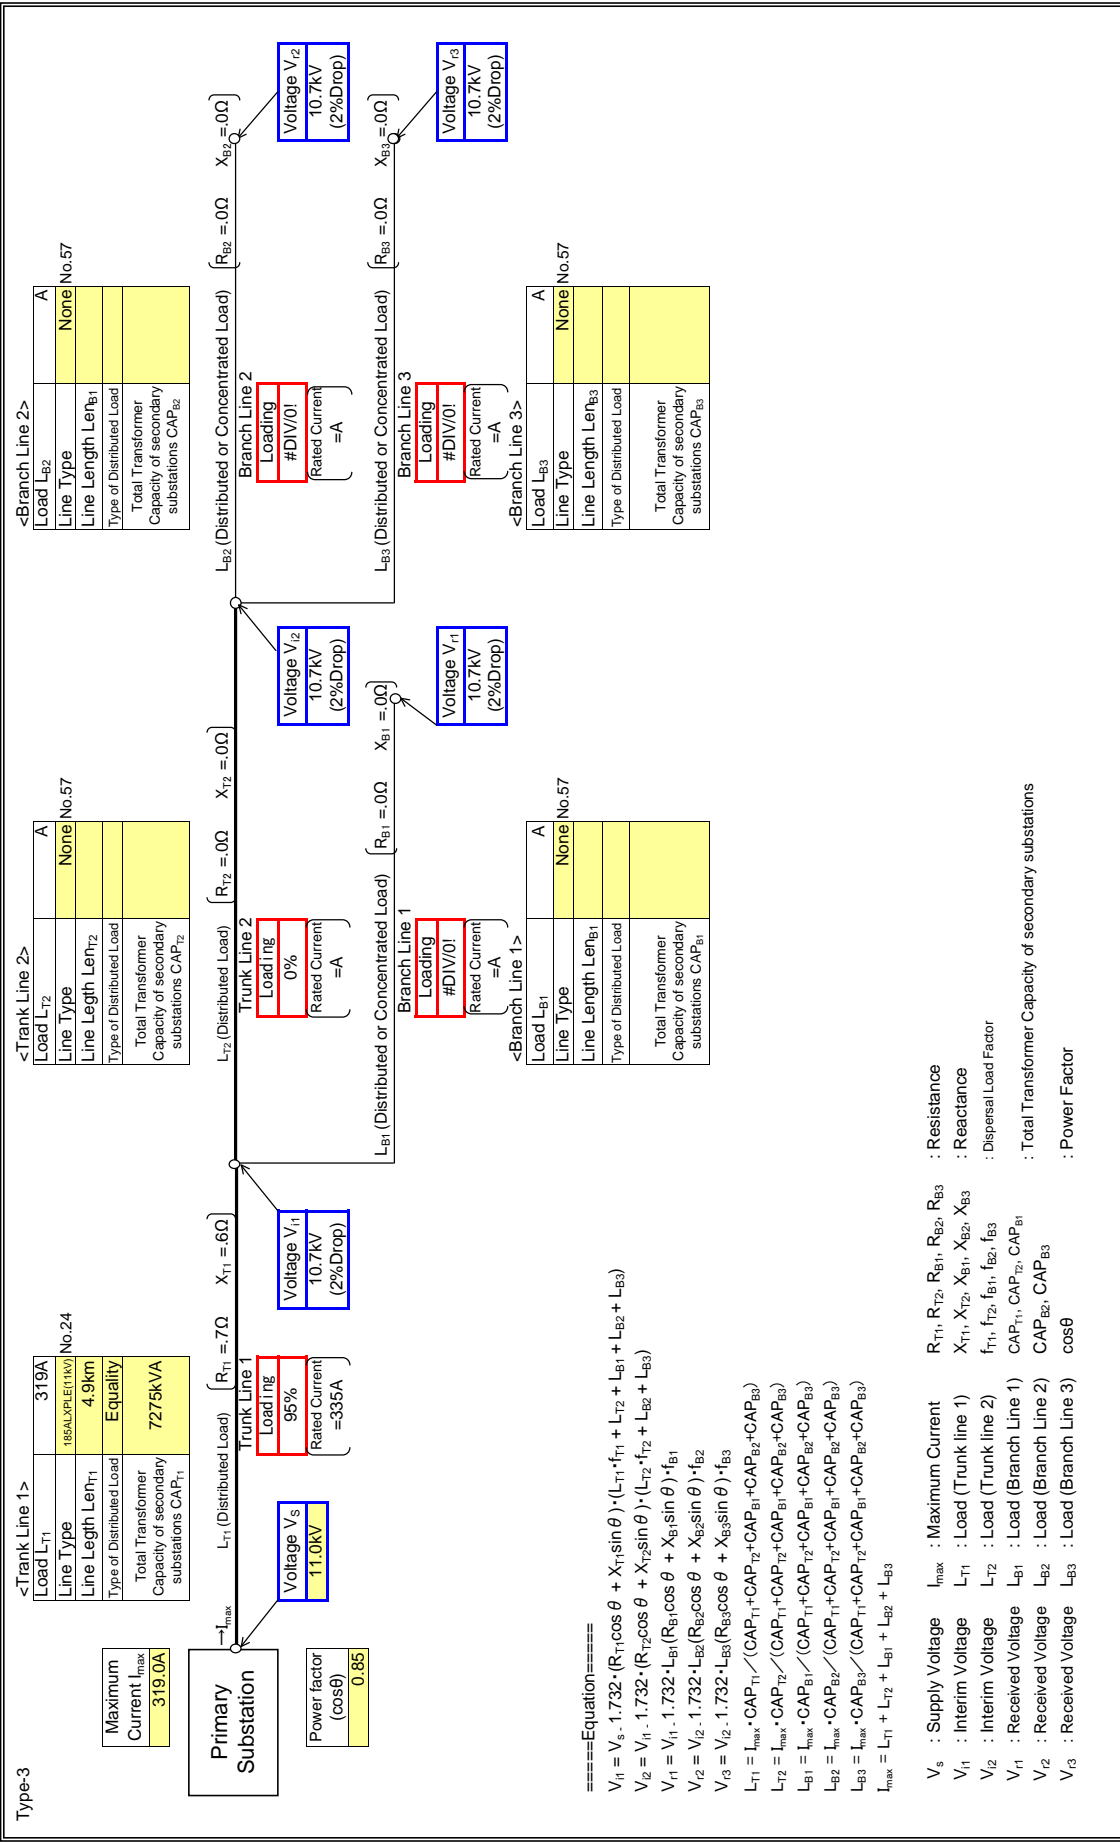 Type-3
Maximum
Current Imax
319.0A
Primary
Substation
Power factor
(cosθ)
0.85
→Imax
Voltage Vs
11.0kV
<Trank Line 1>
Load LT1 319A
Line Type 185ALXPLE(11kV) No.24
Line Legth LenT1 4.9km
Type of Distributed Load Equality
Total Transformer
Capacity of secondary
substations CAPT1
7275kVA
LT1 (Distributed Load) RT1 =.7Ω XT1 =.6Ω
Trunk Line 1
Loading
95%
Rated Current
=335A
Voltage Vi1
10.7kV
(2%Drop)
<Trank Line 2>
Load LT2 A
Line Type None No.57
Line Legth LenT2
Type of Distributed Load
Total Transformer
Capacity of secondary
substations CAPT2
LT2 (Distributed Load) RT2 =.0Ω XT2 =.0Ω
Trunk Line 2
Loading
0%
Rated Current
=A
Voltage Vi2
10.7kV
(2%Drop)
LB1 (Distributed or Concentrated Load) RB1 =.0Ω XB1 =.0Ω
Branch Line 1
Loading
#DIV/0!
Rated Current
=A
Voltage Vr1
10.7kV
(2%Drop)
<Branch Line 1>
Load LB1 A
Line Type None No.57
Line Length LenB1
Type of Distributed Load
Total Transformer
Capacity of secondary
substations CAPB1
<Branch Line 2>
Load LB2 A
Line Type None No.57
Line Length LenB1
Type of Distributed Load
Total Transformer
Capacity of secondary
substations CAPB2
LB2 (Distributed or Concentrated Load) RB2 =.0Ω XB2 =.0Ω
Branch Line 2
Loading
#DIV/0!
Rated Current
=A
Voltage Vr2
10.7kV
(2%Drop)
LB3 (Distributed or Concentrated Load) RB3 =.0Ω XB3 =.0Ω
Branch Line 3
Loading
#DIV/0!
Rated Current
=A
Voltage Vr3
10.7kV
(2%Drop)
<Branch Line 3>
Load LB3 A
Line Type None No.57
Line Length LenB3
Type of Distributed Load
Total Transformer
Capacity of secondary
substations CAPB3
=====Equation=====
Vi1 = Vs - 1.732・(RT1cos θ + XT1sin θ)・(LT1・fT1 + LT2 + LB1 + LB2 + LB3)
Vi2 = Vi1 - 1.732・(RT2cos θ + XT2sin θ)・(LT2・fT2 + LB2 + LB3)
Vr1 = Vi1 - 1.732・LB1(RB1cos θ + XB1sin θ)・fB1
Vr2 = Vi2 - 1.732・LB2(RB2cos θ + XB2sin θ)・fB2
Vr3 = Vi2 - 1.732・LB3(RB3cos θ + XB3sin θ)・fB3
LT1 = Imax・CAPT1／(CAPT1+CAPT2+CAPB1+CAPB2+CAPB3)
LT2 = Imax・CAPT2／(CAPT1+CAPT2+CAPB1+CAPB2+CAPB3)
LB1 = Imax・CAPB1／(CAPT1+CAPT2+CAPB1+CAPB2+CAPB3)
LB2 = Imax・CAPB2／(CAPT1+CAPT2+CAPB1+CAPB2+CAPB3)
LB3 = Imax・CAPB3／(CAPT1+CAPT2+CAPB1+CAPB2+CAPB3)
Imax = LT1 + LT2 + LB1 + LB2 + LB3
Vs : Supply Voltage Imax : Maximum Current RT1, RT2, RB1, RB2, RB3 : Resistance
Vi1 : Interim Voltage LT1 : Load (Trunk line 1) XT1, XT2, XB1, XB2, XB3 : Reactance
Vi2 : Interim Voltage LT2 : Load (Trunk line 2) fT1, fT2, fB1, fB2, fB3 : Dispersal Load Factor
Vr1 : Received Voltage LB1 : Load (Branch Line 1) CAPT1, CAPT2, CAPB1
Vr2 : Received Voltage LB2 : Load (Branch Line 2) CAPB2, CAPB3 : Total Transformer Capacity of secondary substations
Vr3 : Received Voltage LB3 : Load (Branch Line 3) cosθ : Power Factor